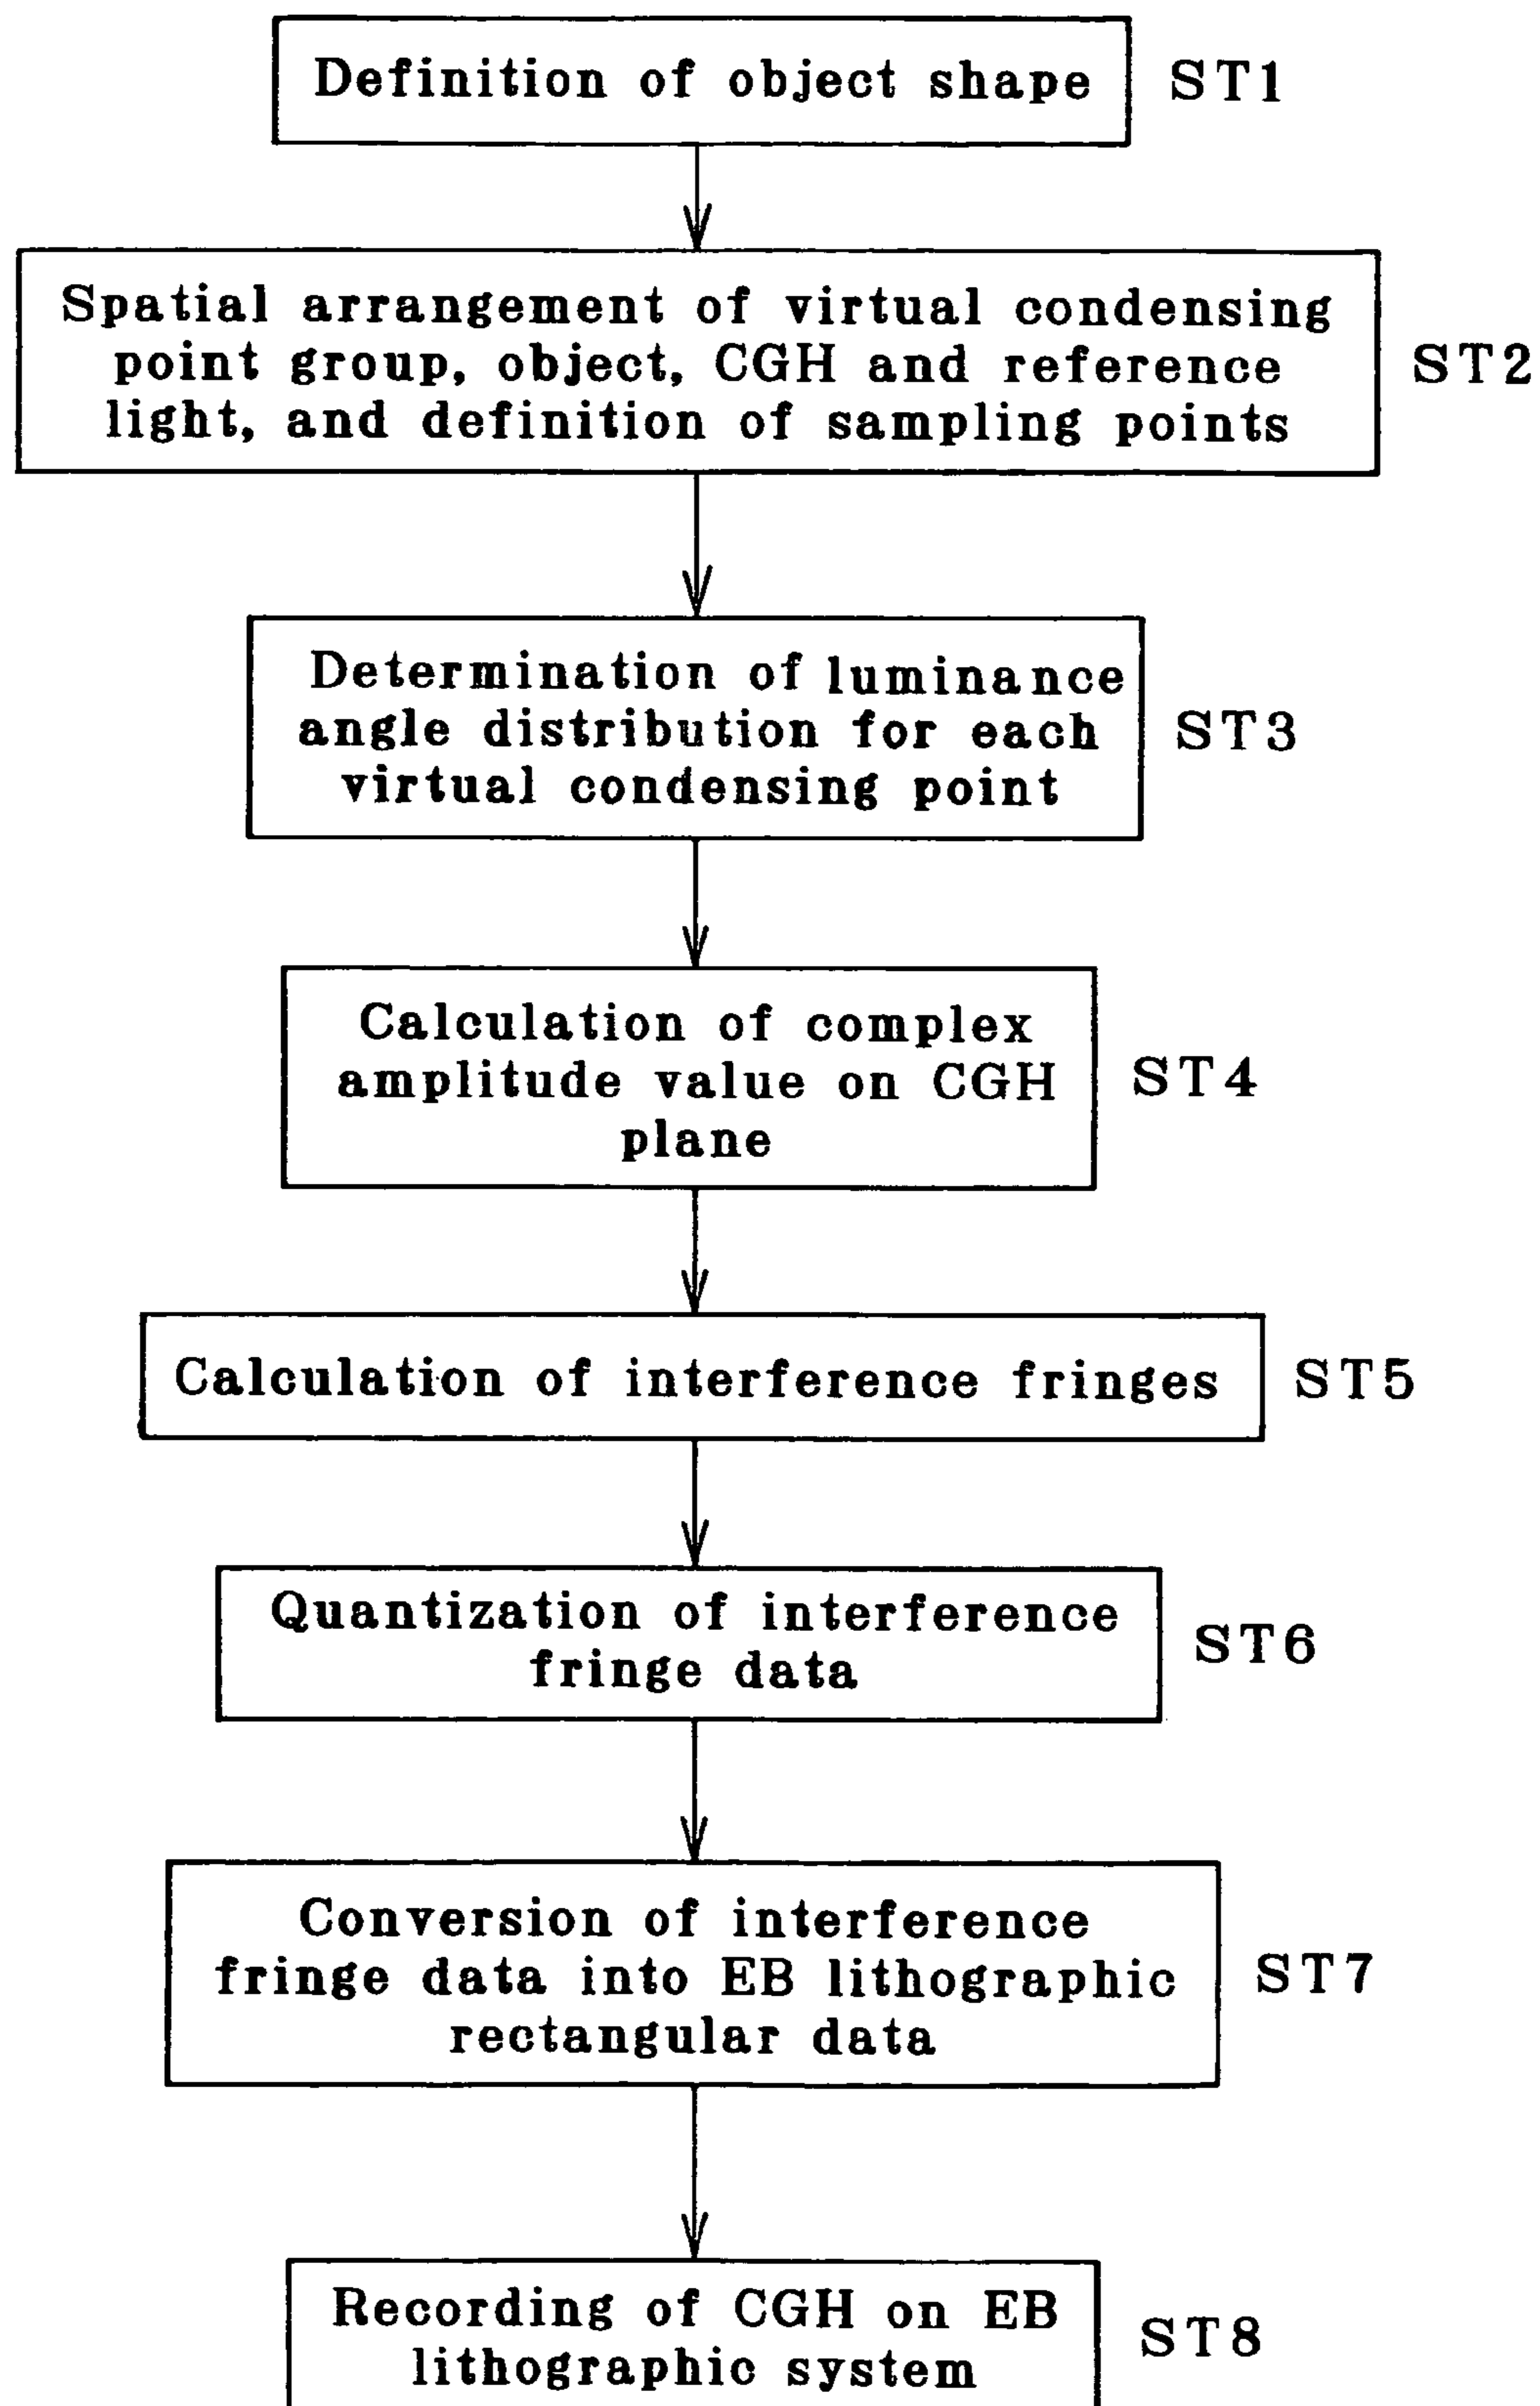 Definition of object shape ST1
Spatial arrangement of virtual condensing
point group, object, CGH and reference
light, and definition of sampling points
ST2
Determination of luminance
angle distribution for each
virtual condensing point
ST3
Calculation of complex
amplitude value on CGH
plane
ST4
Calculation of interference fringes ST5
Quantization of interference
fringe data
ST6
Conversion of interference
fringe data into EB lithographic
rectangular data
ST7
Recording of CGH on EB
lithographic system
ST8